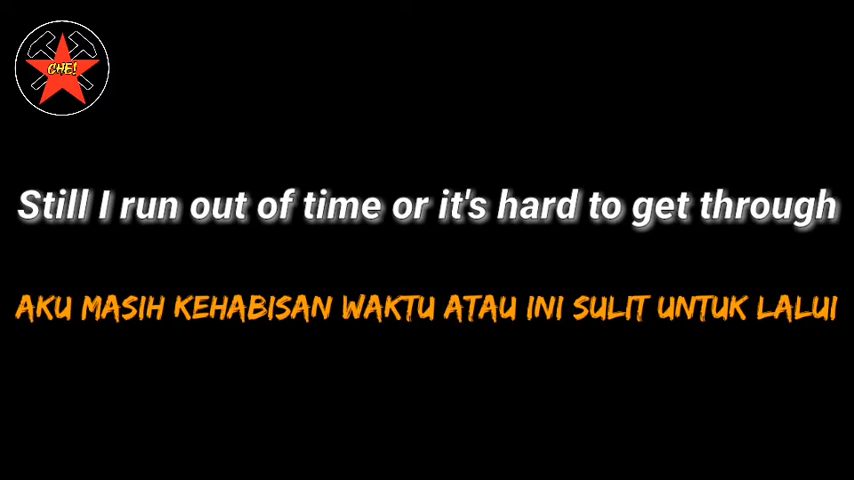 CHE!
Still I run out of time or it's hard to get through
AKU MASIH KEHABISAN WAKTU ATAU INI SULIT UNTUK LALUI